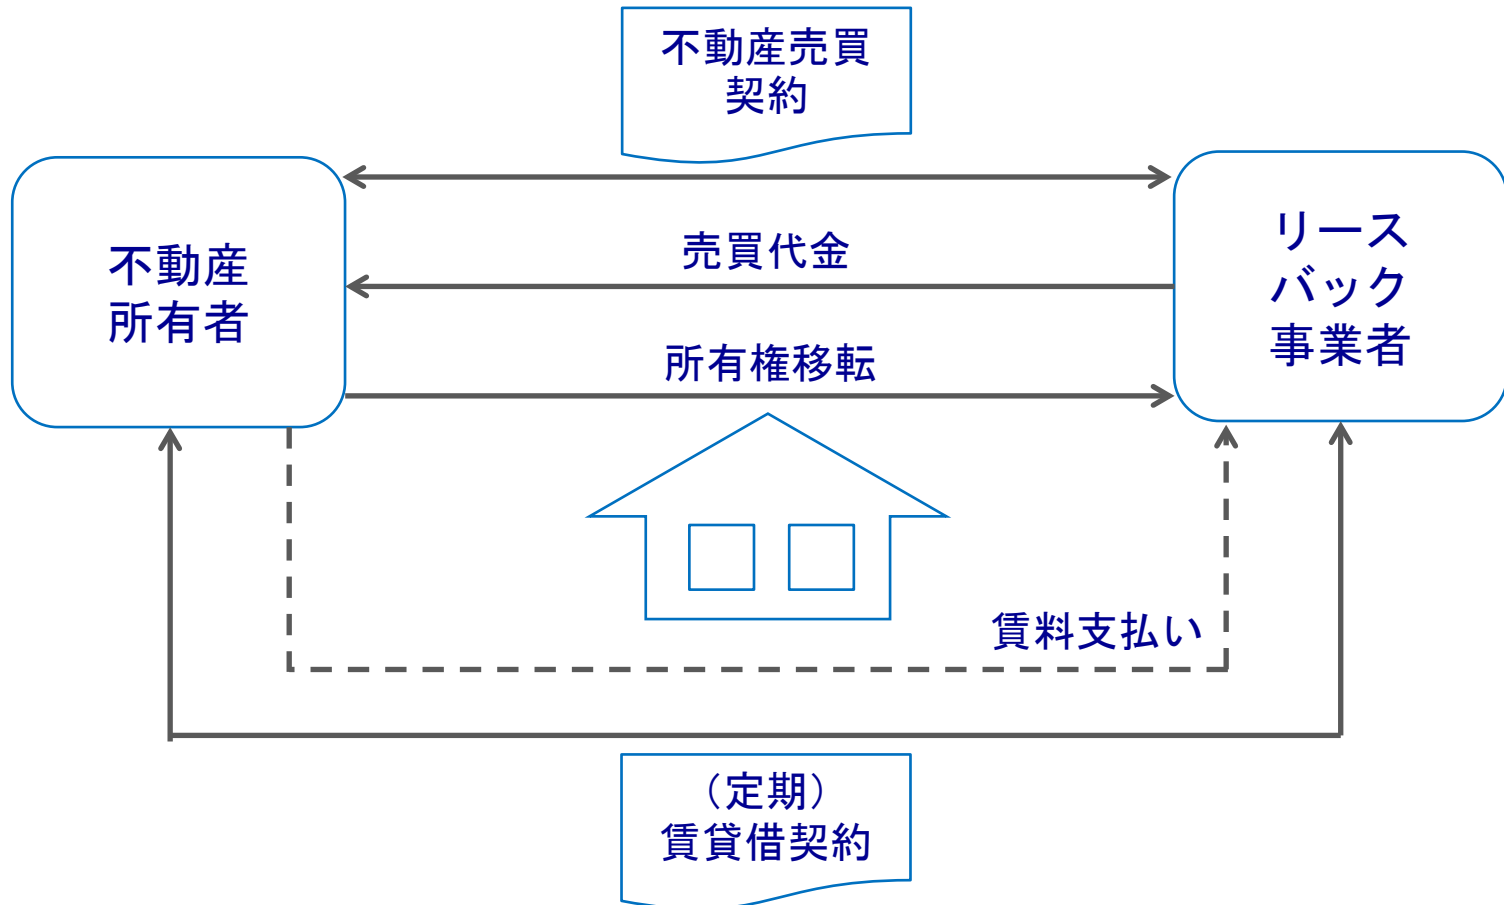 不動産売買
契約
不動産
所有者
売買代金
所有権移転
リース
バック
事業者
賃料支払い
（定期）
賃貸借契約